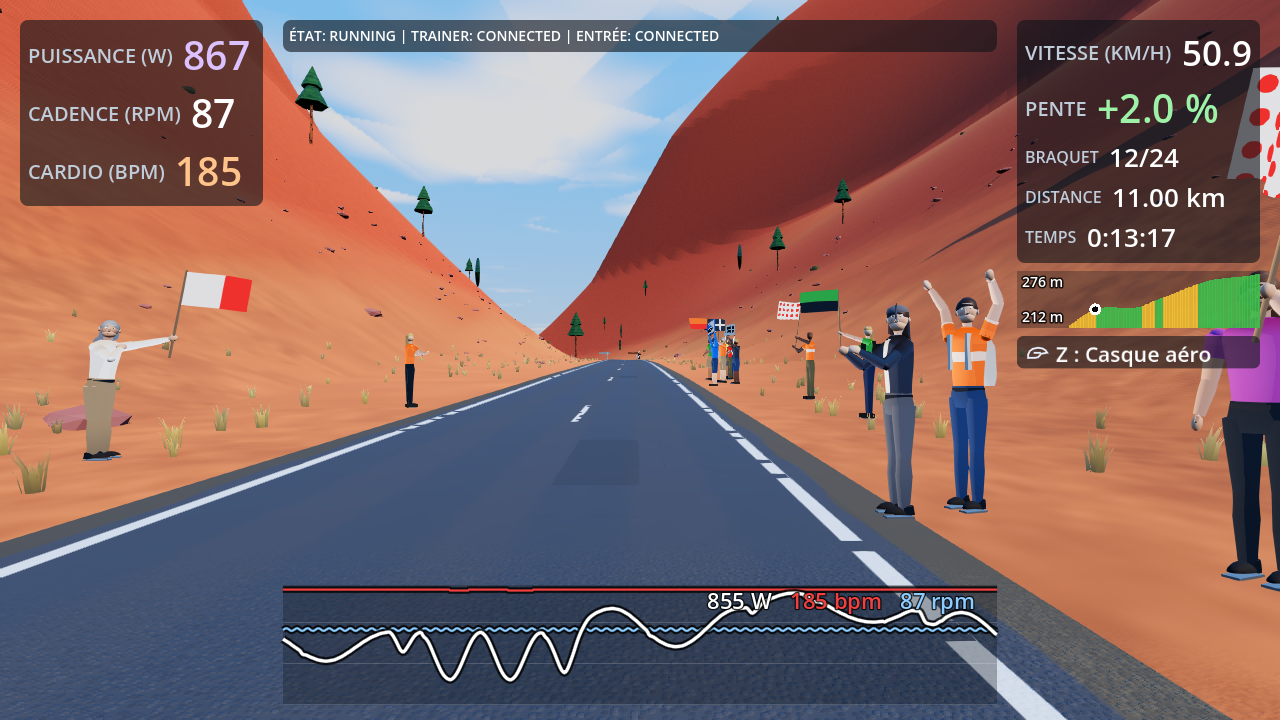 PUISSANCE (W) 867
CADENCE (RPM) 87
CARDIO (BPM) 185
ÉTAT: RUNNING | TRAINER: CONNECTED | ENTRÉE: CONNECTED
VITESSE (KM/H) 50.9
PENTE +2.0 %
BRAQUET 12/24
DISTANCE 11.00 km
TEMPS 0:13:17
276 m
212 m
Z : Casque aéro
855 W 185 bpm 87 rpm